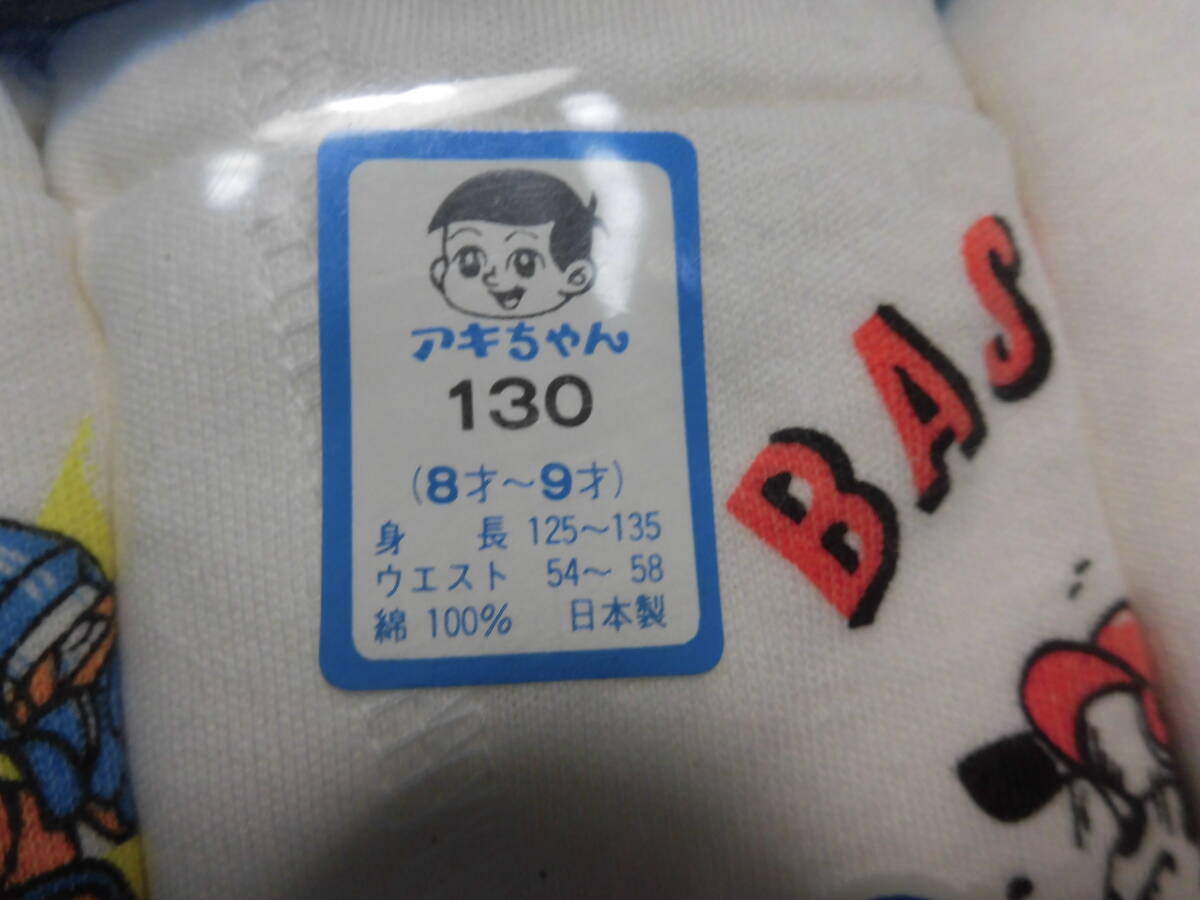 アキちゃん
130
(8才～9才)
身 長 125～135
ウエスト 54～58
綿 100% 日本製
BAS